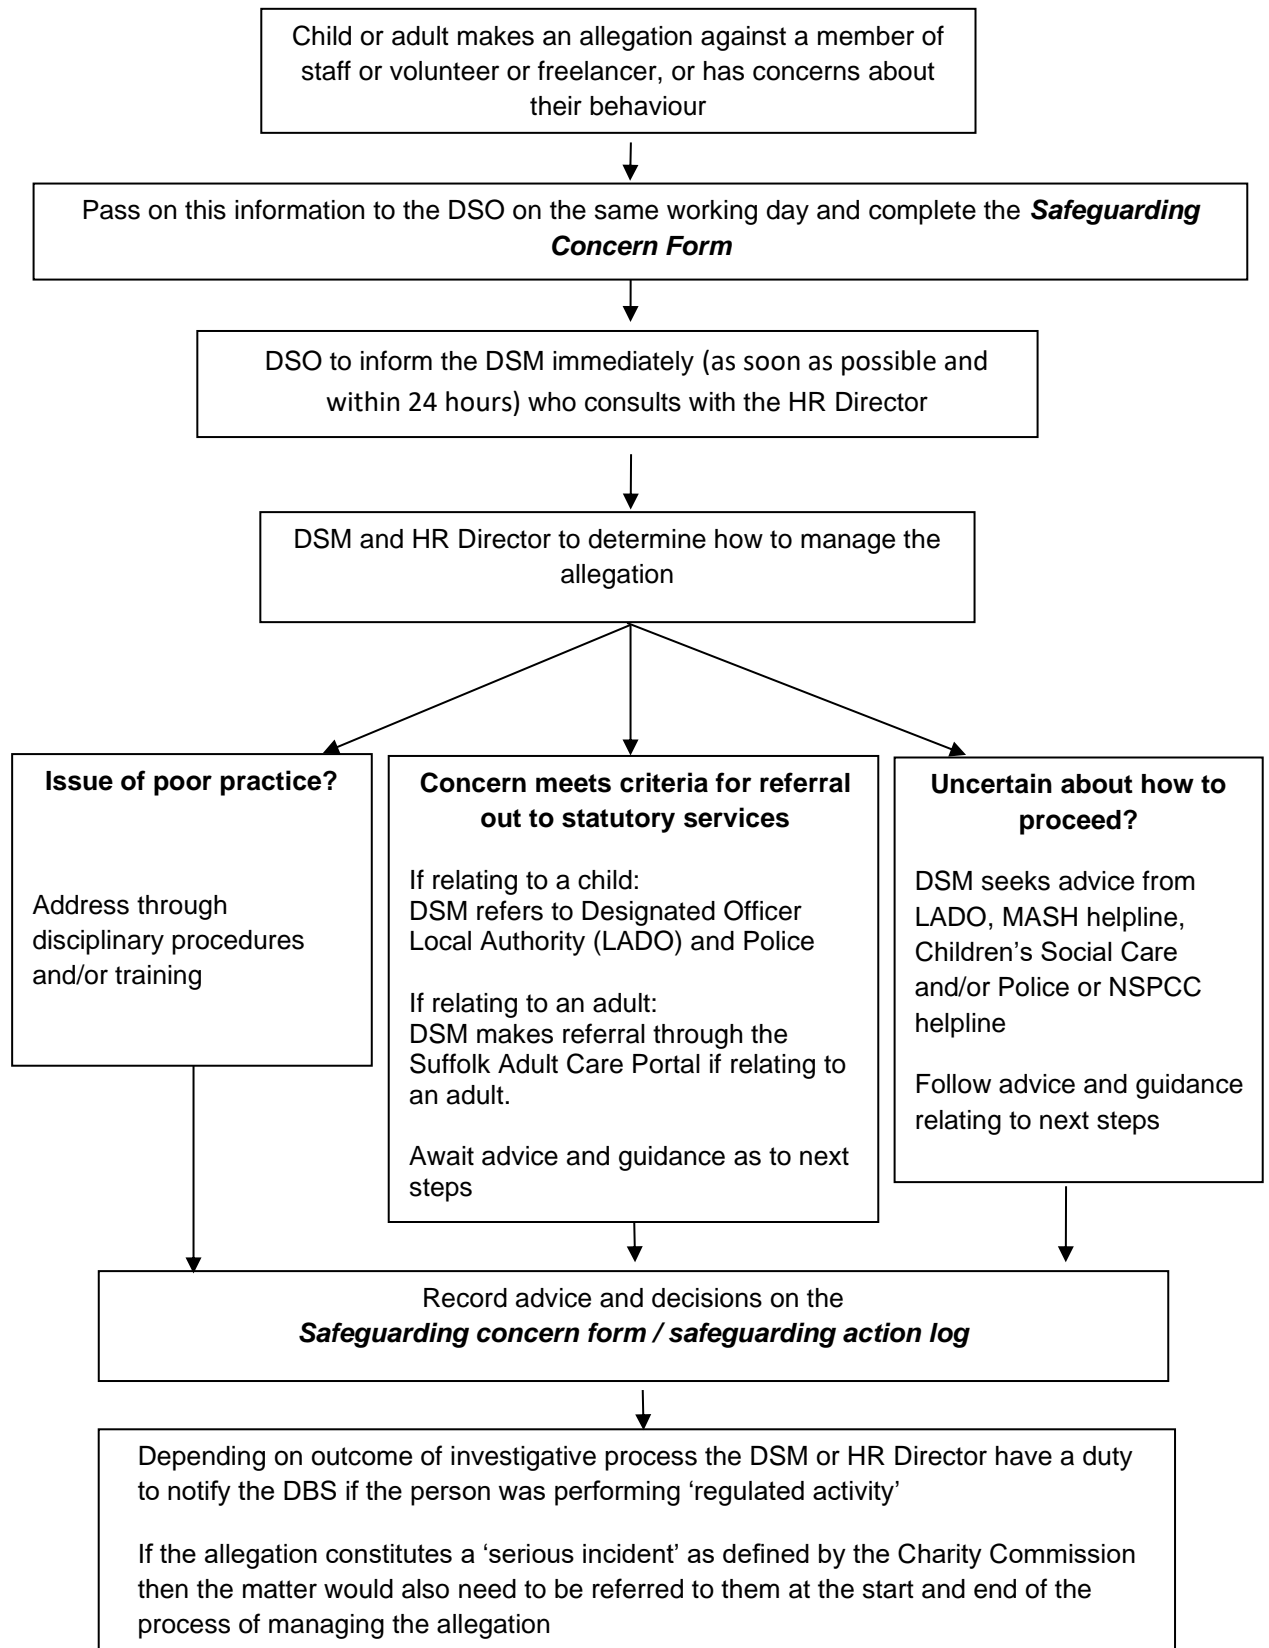 Child or adult makes an allegation against a member of
staff or volunteer or freelancer, or has concerns about
their behaviour
Pass on this information to the DSO on the same working day and complete the Safeguarding
Concern Form
DSO to inform the DSM immediately (as soon as possible and
within 24 hours) who consults with the HR Director
DSM and HR Director to determine how to manage the
allegation
Issue of poor practice?
Address through
disciplinary procedures
and/or training
Concern meets criteria for referral
out to statutory services
If relating to a child:
DSM refers to Designated Officer
Local Authority (LADO) and Police
If relating to an adult:
DSM makes referral through the
Suffolk Adult Care Portal if relating to
an adult.
Await advice and guidance as to next
steps
Uncertain about how to
proceed?
DSM seeks advice from
LADO, MASH helpline,
Children’s Social Care
and/or Police or NSPCC
helpline
Follow advice and guidance
relating to next steps
Record advice and decisions on the
Safeguarding concern form / safeguarding action log
Depending on outcome of investigative process the DSM or HR Director have a duty
to notify the DBS if the person was performing ‘regulated activity’
If the allegation constitutes a ‘serious incident’ as defined by the Charity Commission
then the matter would also need to be referred to them at the start and end of the
process of managing the allegation